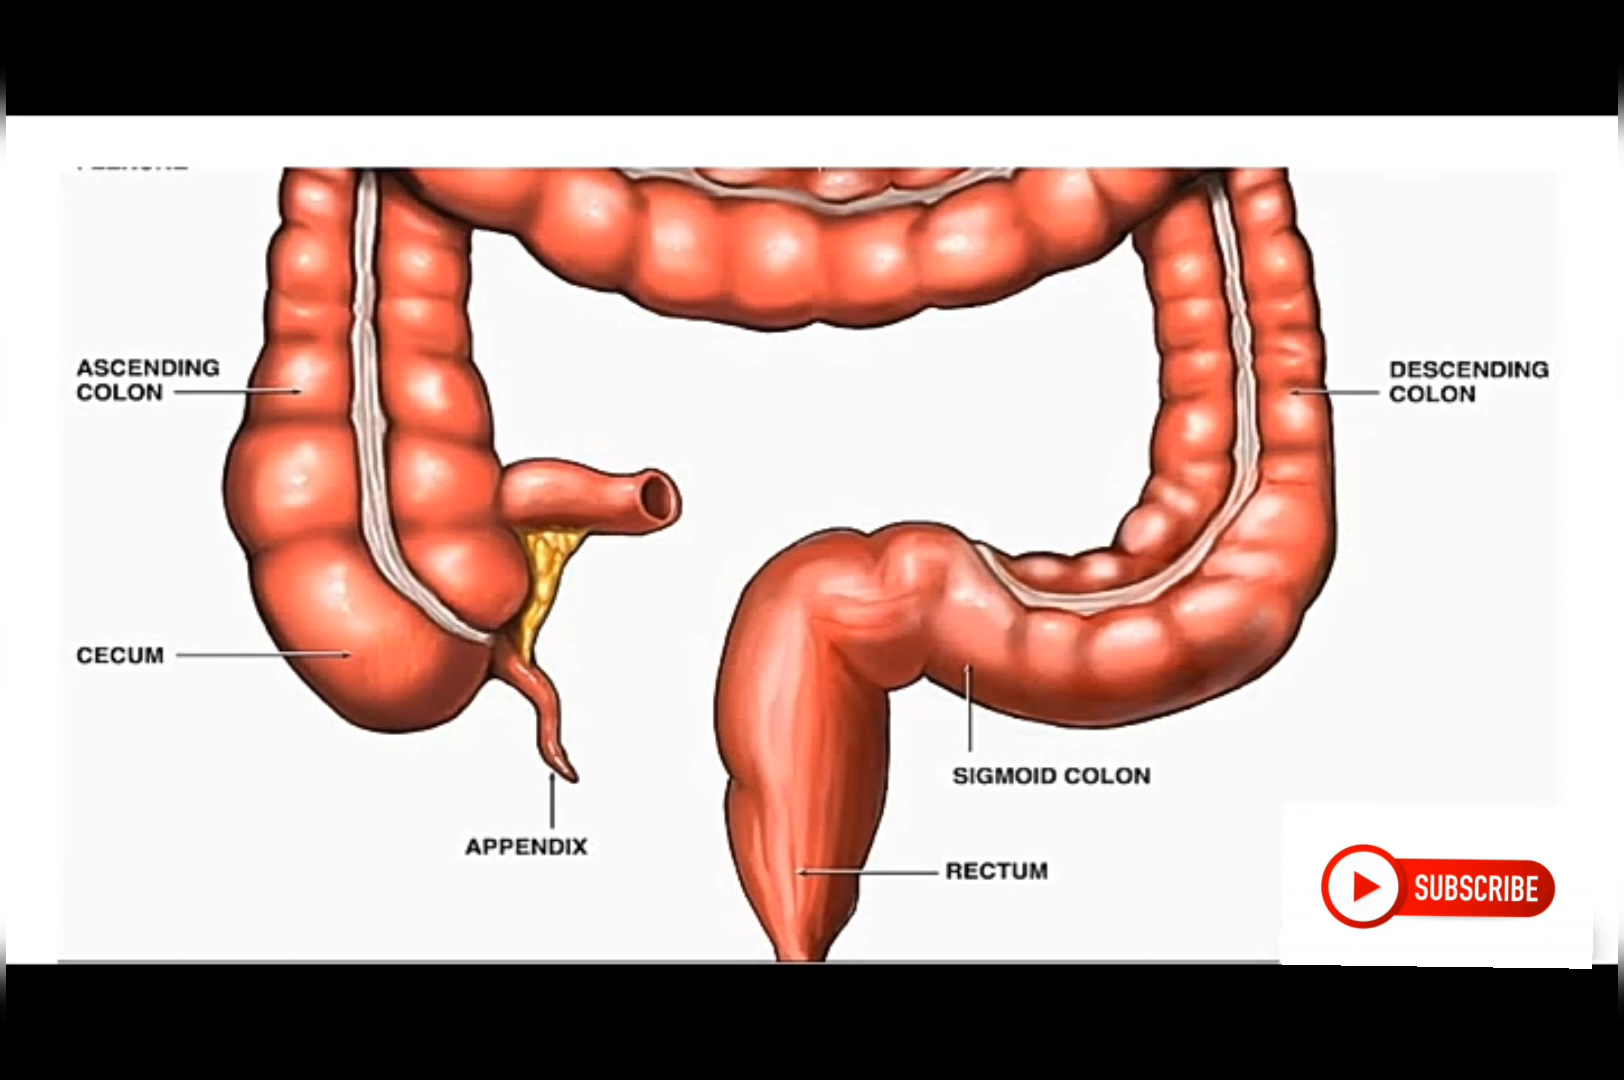 ASCENDING
COLON
DESCENDING
COLON
CECUM
SIGMOID COLON
APPENDIX
RECTUM
SUBSCRIBE